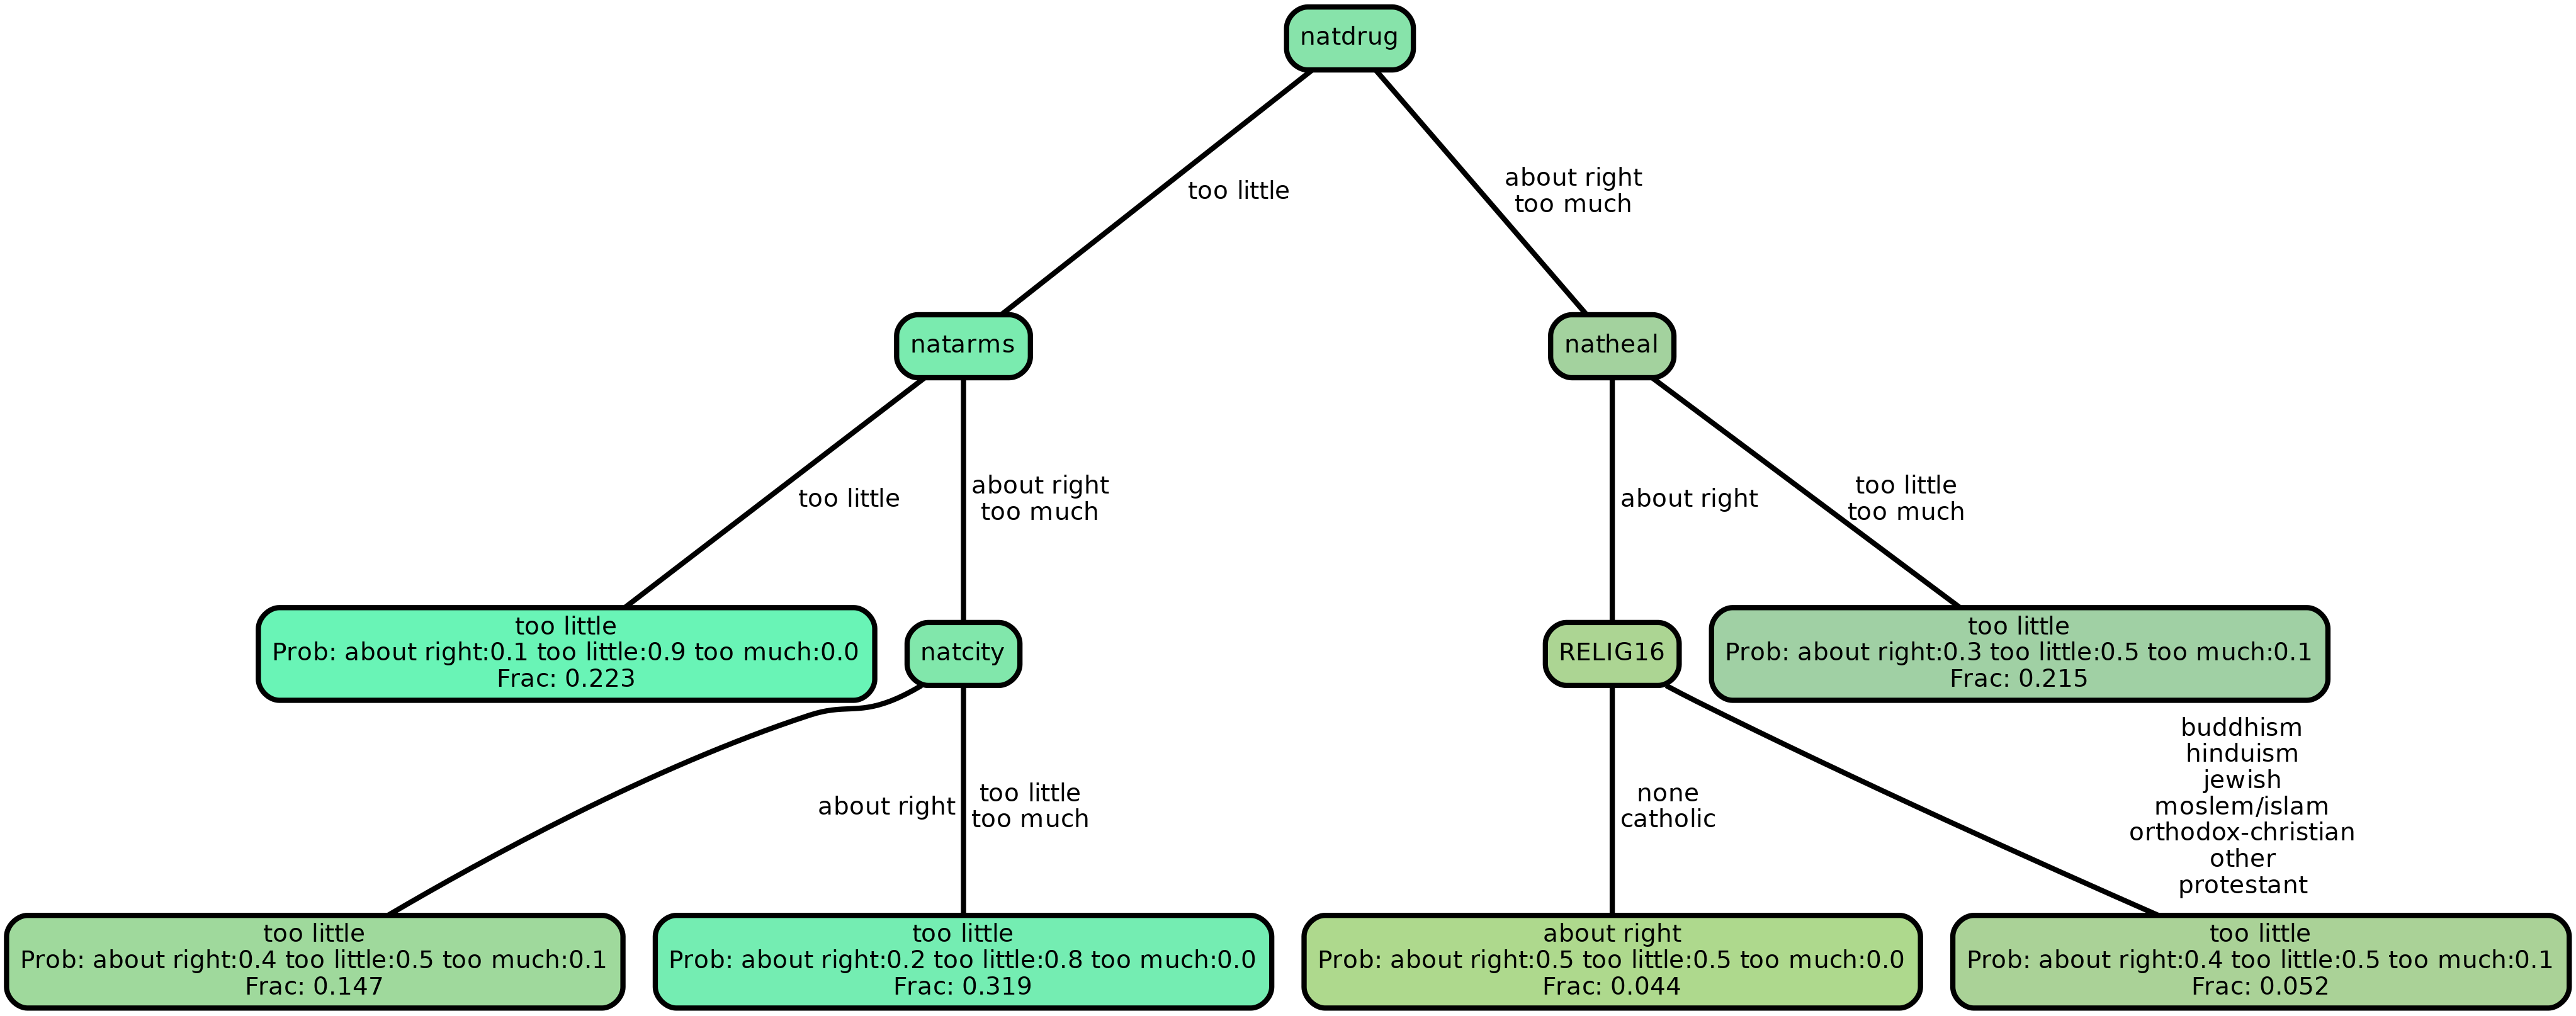 natdrug
too little
about right
too much
natarms
natheal
too little
about right
too much
about right
too little
too much
too little
Prob: about right:0.1 too little:0.9 too much:0.0
Frac: 0.223
natcity
RELIG16
too little
Prob: about right:0.3 too little:0.5 too much:0.1
Frac: 0.215
about right
too little
too much
none
catholic
buddhism
hinduism
jewish
moslem/islam
orthodox-christian
other
protestant
too little
Prob: about right:0.4 too little:0.5 too much:0.1
Frac: 0.147
too little
Prob: about right:0.2 too little:0.8 too much:0.0
Frac: 0.319
about right
Prob: about right:0.5 too little:0.5 too much:0.0
Frac: 0.044
too little
Prob: about right:0.4 too little:0.5 too much:0.1
Frac: 0.052